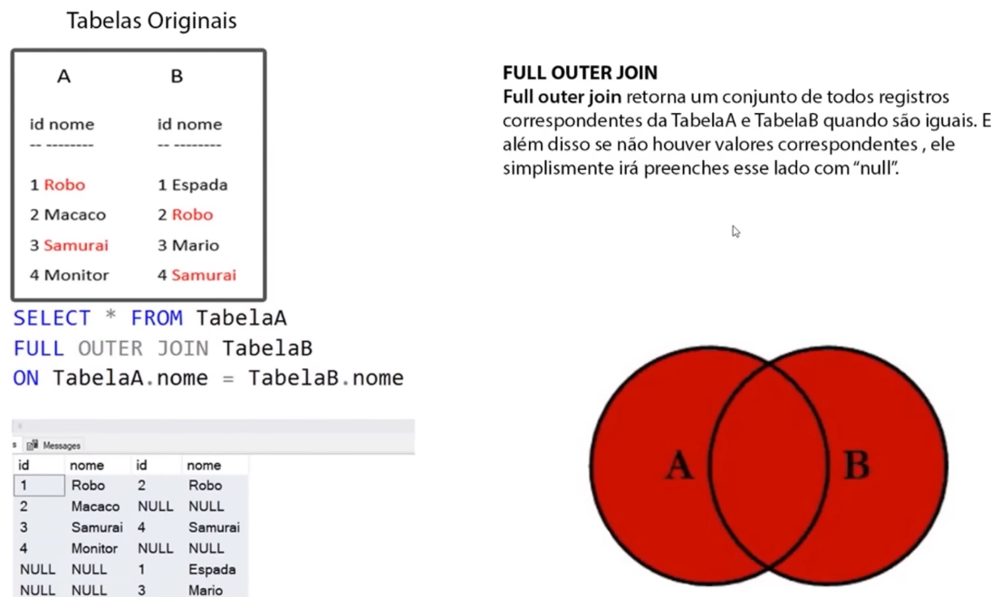 Tabelas Originais
A B
id nome id nome
-- -------- -- --------
1 Robo 1 Espada
2 Macaco 2 Robo
3 Samurai 3 Mario
4 Monitor 4 Samurai
SELECT * FROM TabelaA
FULL OUTER JOIN TabelaB
ON TabelaA.nome = TabelaB.nome
s Messages
id nome id nome
1 Robo 2 Robo
2 Macaco NULL NULL
3 Samurai 4 Samurai
4 Monitor NULL NULL
NULL NULL 1 Espada
NULL NULL 3 Mario
FULL OUTER JOIN
Full outer join retorna um conjunto de todos registros
correspondentes da TabelaA e TabelaB quando são iguais. E
além disso se não houver valores correspondentes , ele
simplismente irá preenches esse lado com “null”.
A B